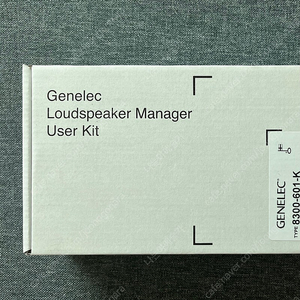 Genelec
Loudspeaker Manager
User Kit
GENELEC
TYPE 8300-601-K